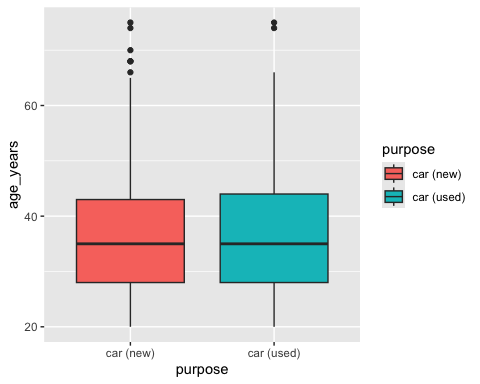 age_years
60
40
20
car (new)
car (used)
purpose
purpose
car (new)
car (used)